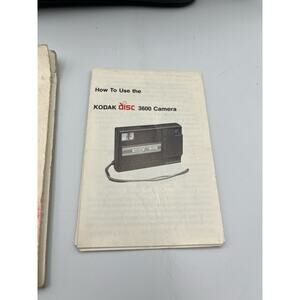 How To Use the
KODAK disc 3600 Camera